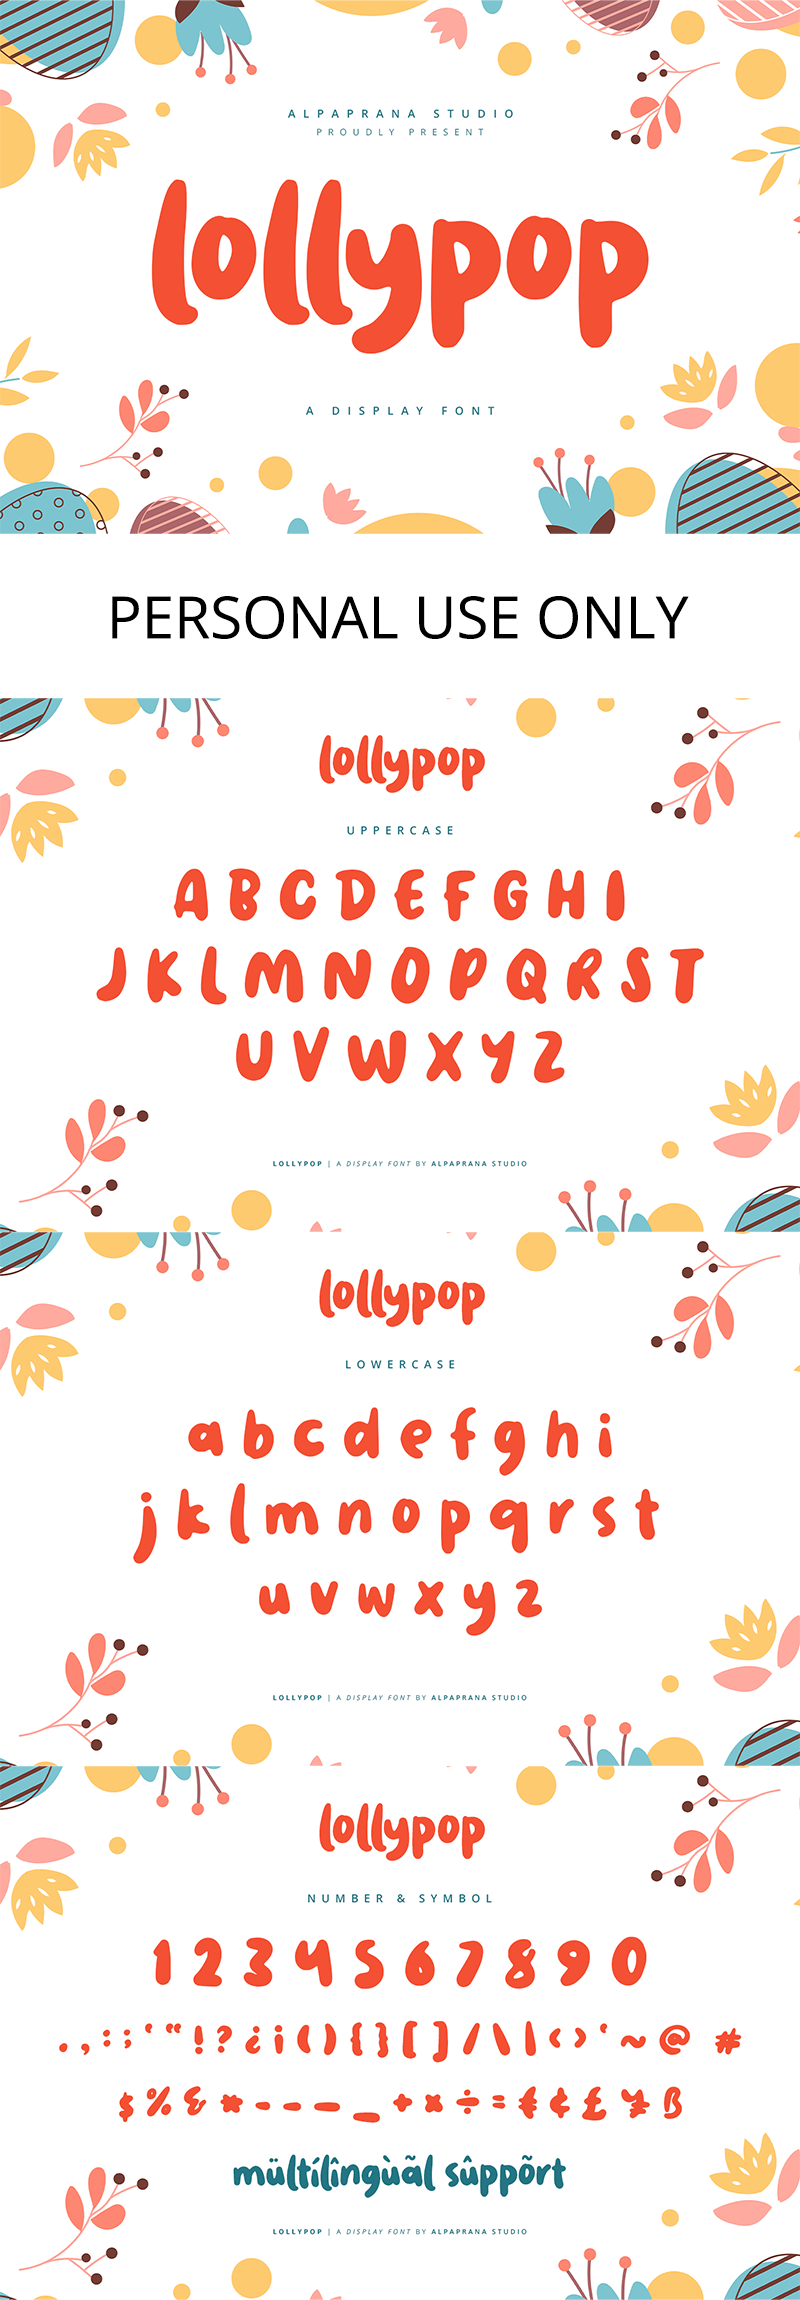 ALPAPRANA STUDIO
PROUDLY PRESENT
lollypop
A DISPLAY FONT
PERSONAL USE ONLY
lollypop
UPPERCASE
ABCDEFGHI
JKLMNOPQRST
UVWXYZ
LOLLYPOP | A DISPLAY FONT BY ALPAPRANA STUDIO
lollypop
LOWERCASE
abcdefghi
jklmnopqrst
uvwxyz
LOLLYPOP | A DISPLAY FONT BY ALPAPRANA STUDIO
lollypop
NUMBER & SYMBOL
1234567890
.,:;'"!?¿¡(){}[]/\|<>`~@#
$%&*-–—_+×÷=€¢£¥ß
mültílîngùãl sûppõrt
LOLLYPOP | A DISPLAY FONT BY ALPAPRANA STUDIO